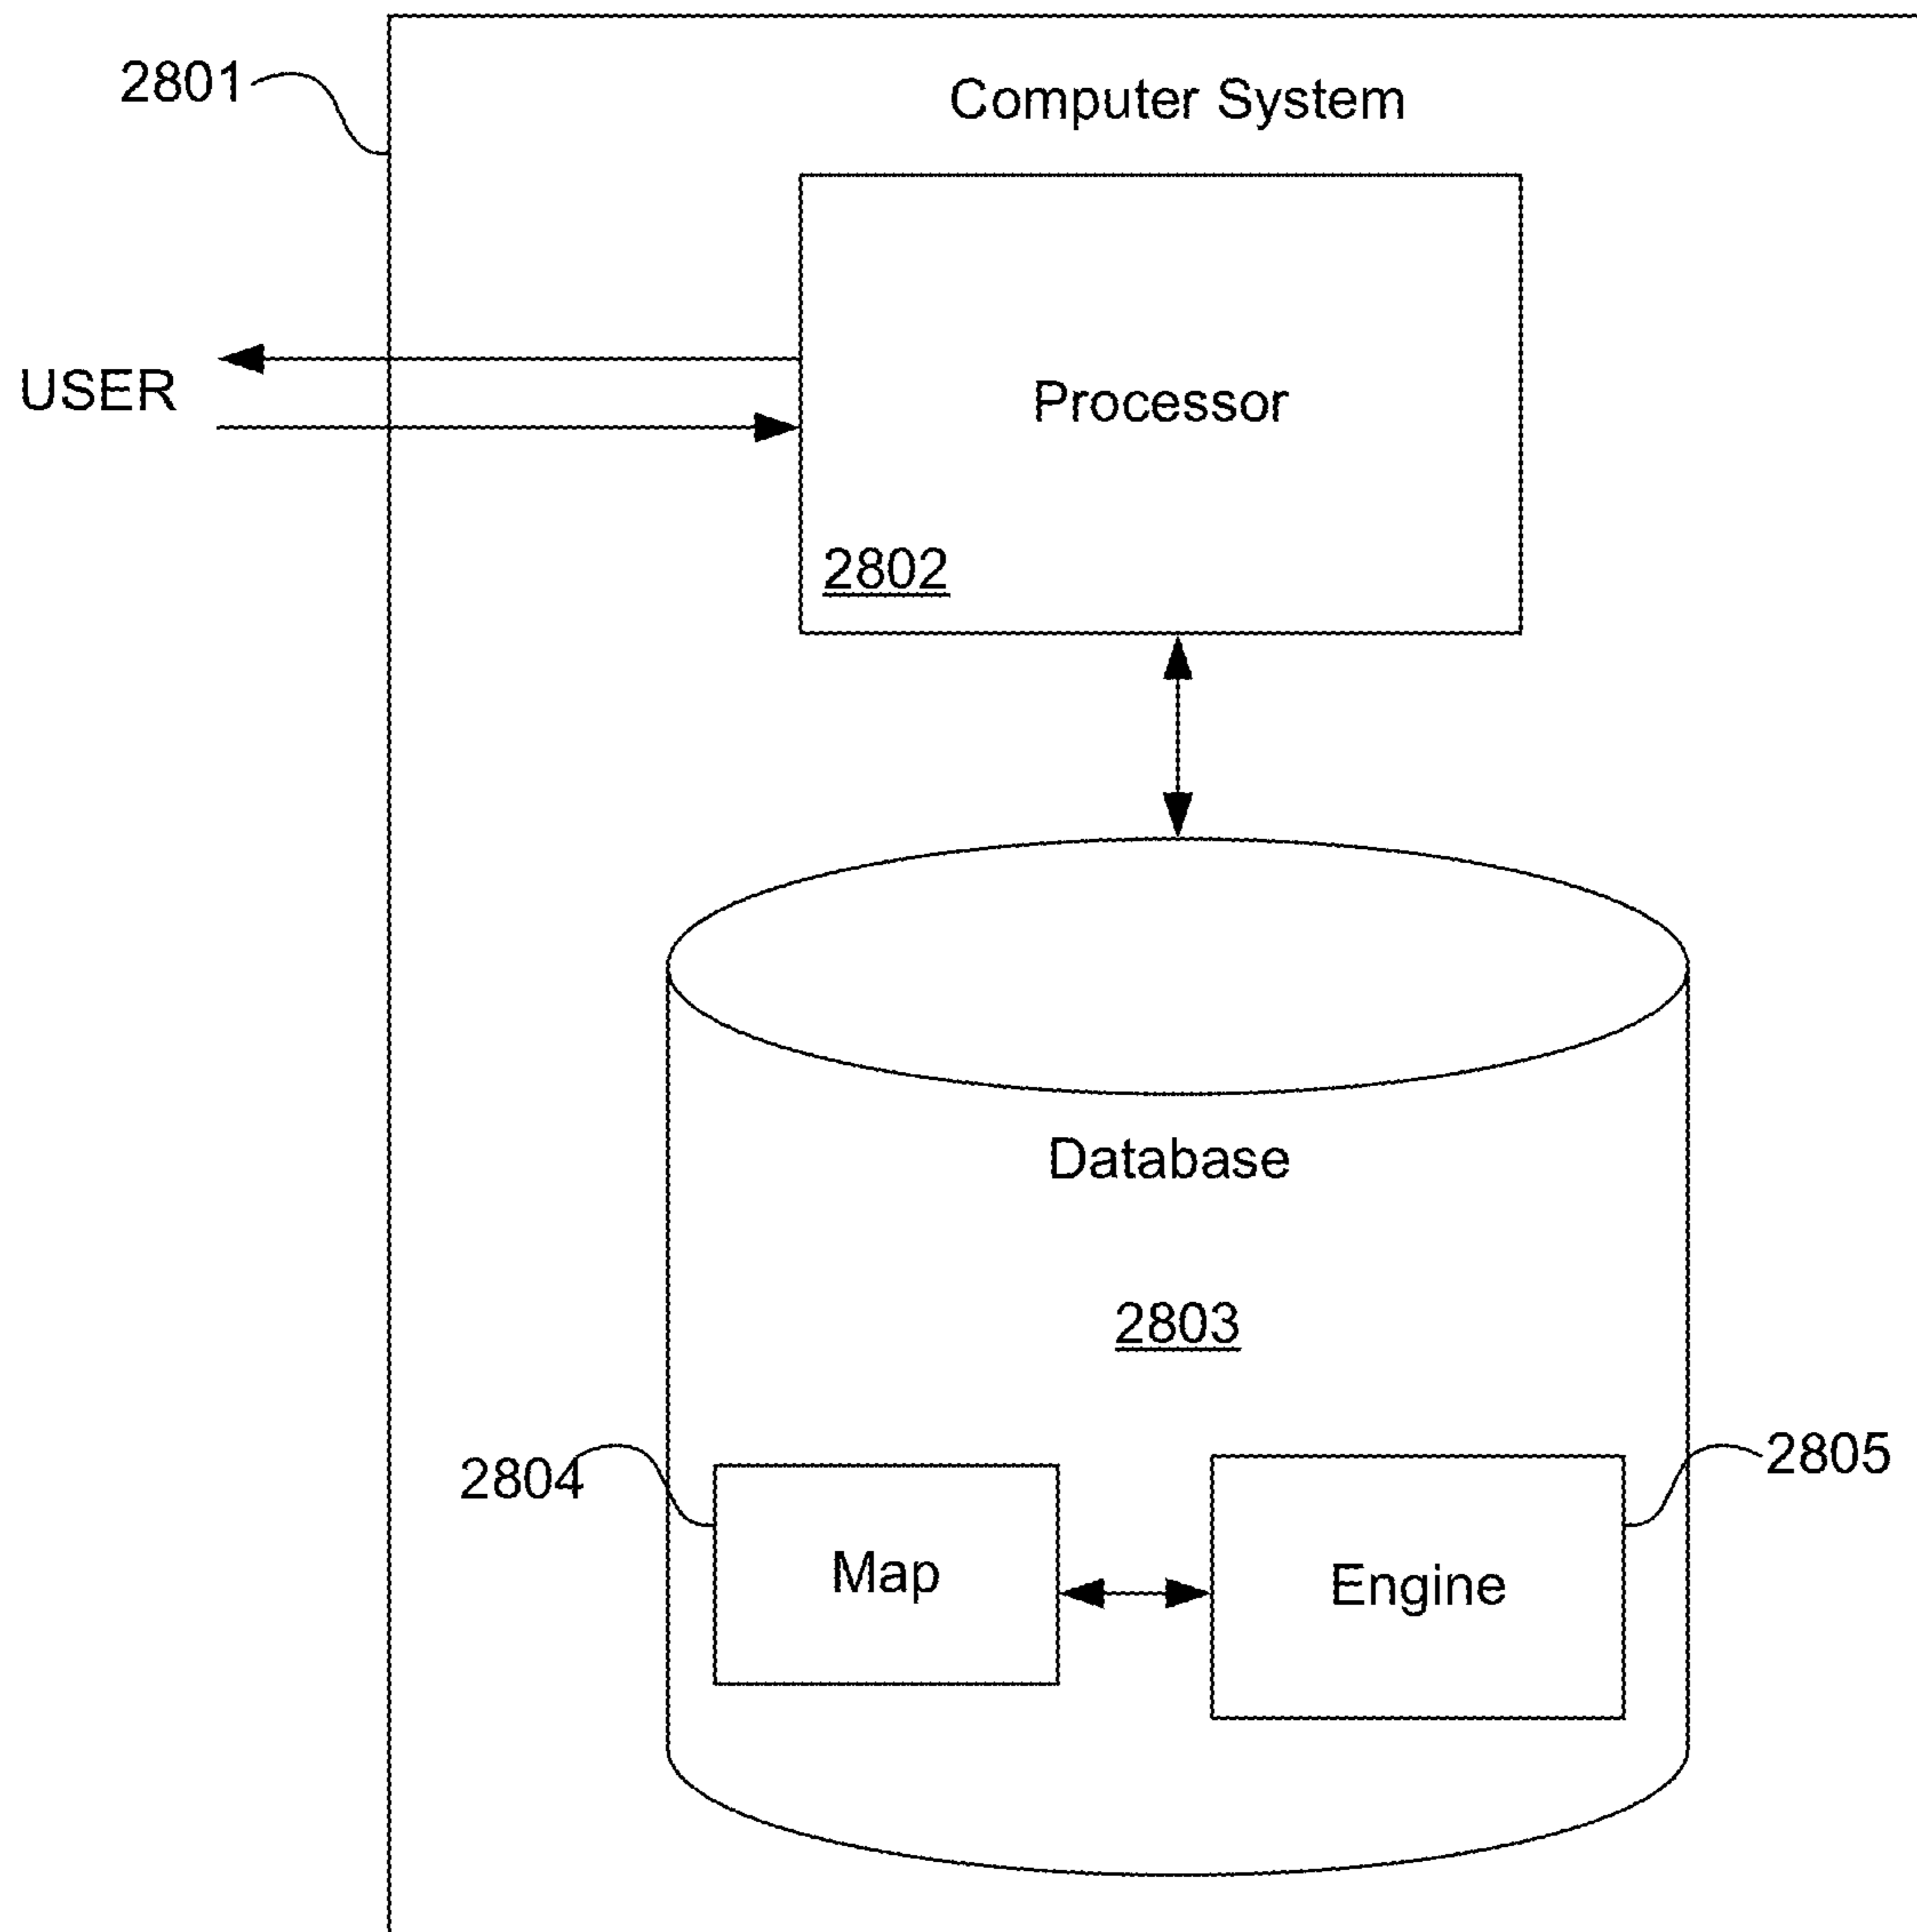 2801
Computer System
USER
Processor
2802
Database
2803
2804
2805
Map
Engine